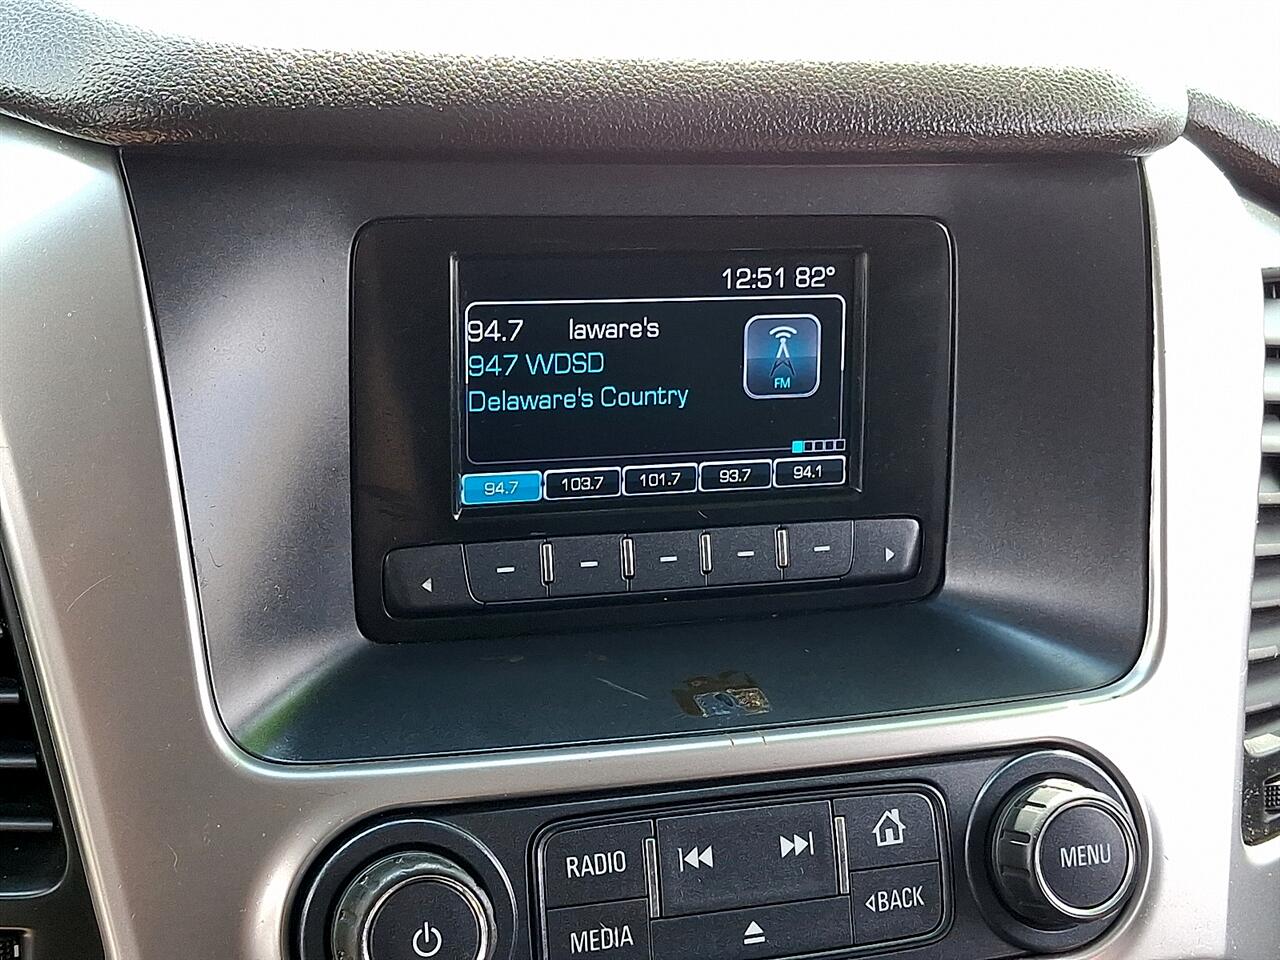 12:51 82°
94.7 laware's
947 WDSD
Delaware's Country
FM
94.7 103.7 101.7 93.7 94.1
RADIO
MENU
BACK
MEDIA